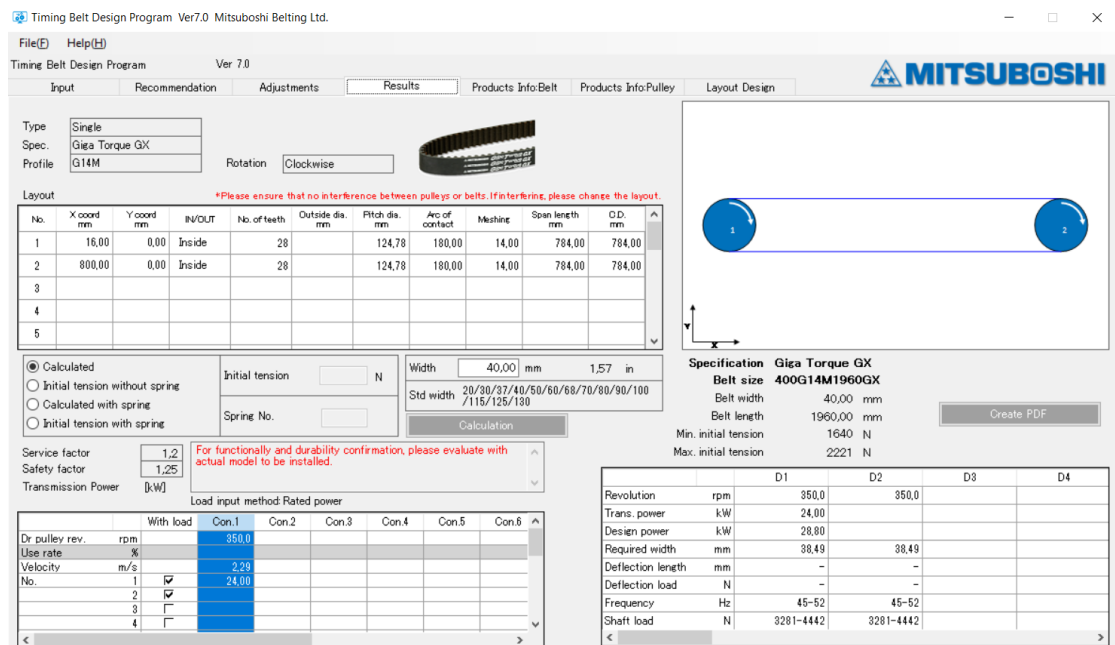 Timing Belt Design Program Ver7.0 Mitsuboshi Belting Ltd.
File(F) Help(H)
Timing Belt Design Program Ver 7.0
MITSUBOSHI
Input Recommendation Adjustments Results Products Info:Belt Products Info:Pulley Layout Design
Type Single
Spec. Giga Torque GX
Profile G14M Rotation Clockwise
Layout *Please ensure that no interference between pulleys or belts. If interfering, please change the layout.
No. X coord mm Y coord mm IN/OUT No. of teeth Outside dia. mm Pitch dia. mm Arc of contact Meshing Span length mm O.D. mm
1 16,00 0,00 Inside 28 124,78 180,00 14,00 784,00 784,00
2 800,00 0,00 Inside 28 124,78 180,00 14,00 784,00 784,00
3
4
5
1 2
Y
X
Calculated
Initial tension without spring
Calculated with spring
Initial tension with spring
Initial tension N
Spring No.
Width 40,00 mm 1,57 in
Std width 20/30/37/40/50/60/68/70/80/90/100
/115/125/130
Calculation
Specification Giga Torque GX
Belt size 400G14M1960GX
Belt width 40,00 mm
Belt length 1960,00 mm
Min. initial tension 1640 N
Max. initial tension 2221 N
Create PDF
Service factor 1,2
Safety factor 1,25
Transmission Power [kW]
For functionally and durability confirmation, please evaluate with
actual model to be installed.
Load input method: Rated power
With load Con.1 Con.2 Con.3 Con.4 Con.5 Con.6
Dr pulley rev. rpm 350,0
Use rate %
Velocity m/s 2,29
No. 1 24,00
2
3
4
D1 D2 D3 D4
Revolution rpm 350,0 350,0
Trans. power kW 24,00
Design power kW 28,80
Required width mm 38,49 38,49
Deflection length mm - -
Deflection load N - -
Frequency Hz 45-52 45-52
Shaft load N 3281-4442 3281-4442